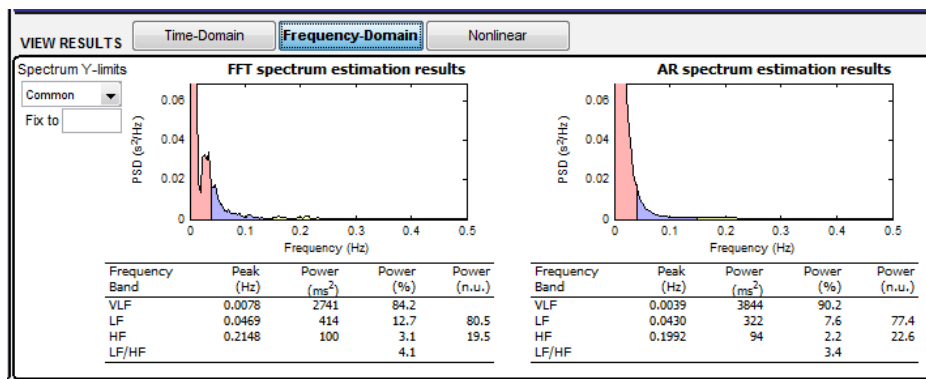 VIEW RESULTS Time-Domain Frequency-Domain Nonlinear
Spectrum Y-limits
Common
Fix to
FFT spectrum estimation results
PSD (s²/Hz)
0.06
0.04
0.02
0
0 0.1 0.2 0.3 0.4 0.5
Frequency (Hz)
Frequency Peak Power Power Power
Band (Hz) (ms²) (%) (n.u.)
VLF 0.0078 2741 84.2
LF 0.0469 414 12.7 80.5
HF 0.2148 100 3.1 19.5
LF/HF 4.1
AR spectrum estimation results
PSD (s²/Hz)
0.06
0.04
0.02
0
0 0.1 0.2 0.3 0.4 0.5
Frequency (Hz)
Frequency Peak Power Power Power
Band (Hz) (ms²) (%) (n.u.)
VLF 0.0039 3844 90.2
LF 0.0430 322 7.6 77.4
HF 0.1992 94 2.2 22.6
LF/HF 3.4